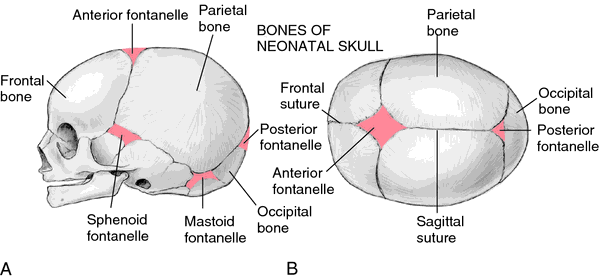 Anterior fontanelle
Parietal
bone
Frontal
bone
Posterior
fontanelle
Sphenoid
fontanelle
Mastoid
fontanelle
Occipital
bone
A
BONES OF
NEONATAL SKULL
Parietal
bone
Frontal
suture
Occipital
bone
Posterior
fontanelle
Anterior
fontanelle
Sagittal
suture
B